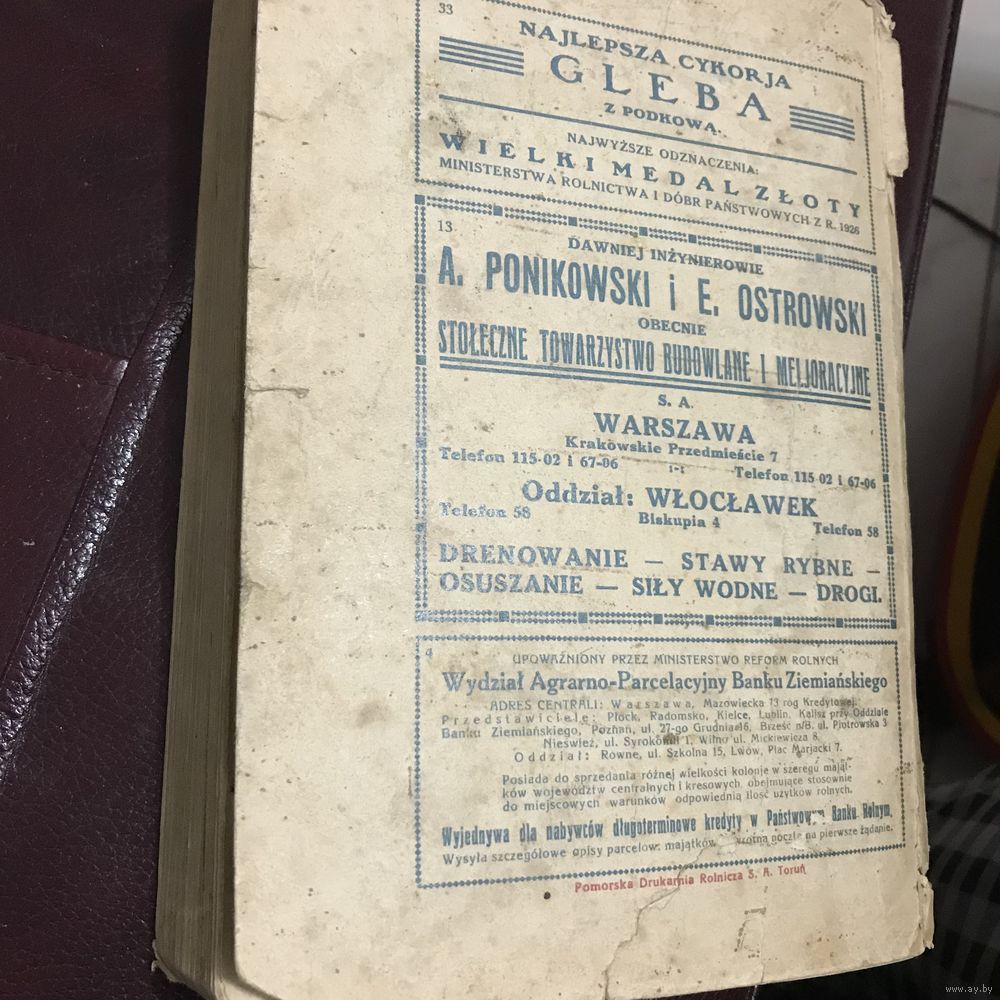 33
NAJLEPSZA CYKORJA
GLEBA
Z PODKOWĄ.
NAJWYŻSZE ODZNACZENIA:
WIELKI MEDAL ZŁOTY
MINISTERSTWA ROLNICTWA I DÓBR PAŃSTWOWYCH Z R. 1926
13
DAWNIEJ INŻYNIEROWIE
A. PONIKOWSKI i E. OSTROWSKI
OBECNIE
STOŁECZNE TOWARZYSTWO BUDOWLANE I MELJORACYJNE
S. A.
WARSZAWA
Krakowskie Przedmieście 7
Telefon 115-02 i 67-06 Telefon 115 02 i 67-06
Oddział: WŁOCŁAWEK
Telefon 58 Biskupia 4 Telefon 58
DRENOWANIE — STAWY RYBNE —
OSUSZANIE — SIŁY WODNE — DROGI.
4
UPOWAŻNIONY PRZEZ MINISTERSTWO REFORM ROLNYCH
Wydział Agrarno-Parcelacyjny Banku Ziemiańskiego
ADRES CENTRALI: Warszawa, Mazowiecka 13 róg Kredytowej.
Przedstawiciele: Płock, Radomsko, Kielce, Lublin, Kalisz przy Oddziale
Banku Ziemiańskiego, Poznań, ul. 27-go Grudnia 16, Brześć n/B. ul. Piotrowska 3
Nieśwież, ul. Syrokomli 1, Wilno ul. Mickiewicza 8.
Oddział: Równe, ul. Szkolna 15, Lwów, Plac Marjacki 7.
Posiada do sprzedania różnej wielkości kolonje w szeregu mająt-
ków województw centralnych i kresowych, obejmujące stosownie
do miejscowych warunków odpowiednią ilość użytków rolnych.
Wyjednywa dla nabywców długoterminowe kredyty w Państwowym Banku Rolnym.
Wysyła szczegółowe opisy parcelow. majątków pocztą na pierwsze żądanie.
Pomorska Drukarnia Rolnicza S. A. Toruń
www.ay.by